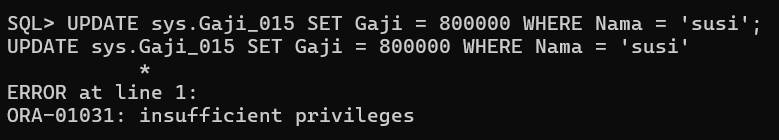 SQL> UPDATE sys.Gaji_015 SET Gaji = 800000 WHERE Nama = 'susi';
UPDATE sys.Gaji_015 SET Gaji = 800000 WHERE Nama = 'susi'
           *
ERROR at line 1:
ORA-01031: insufficient privileges